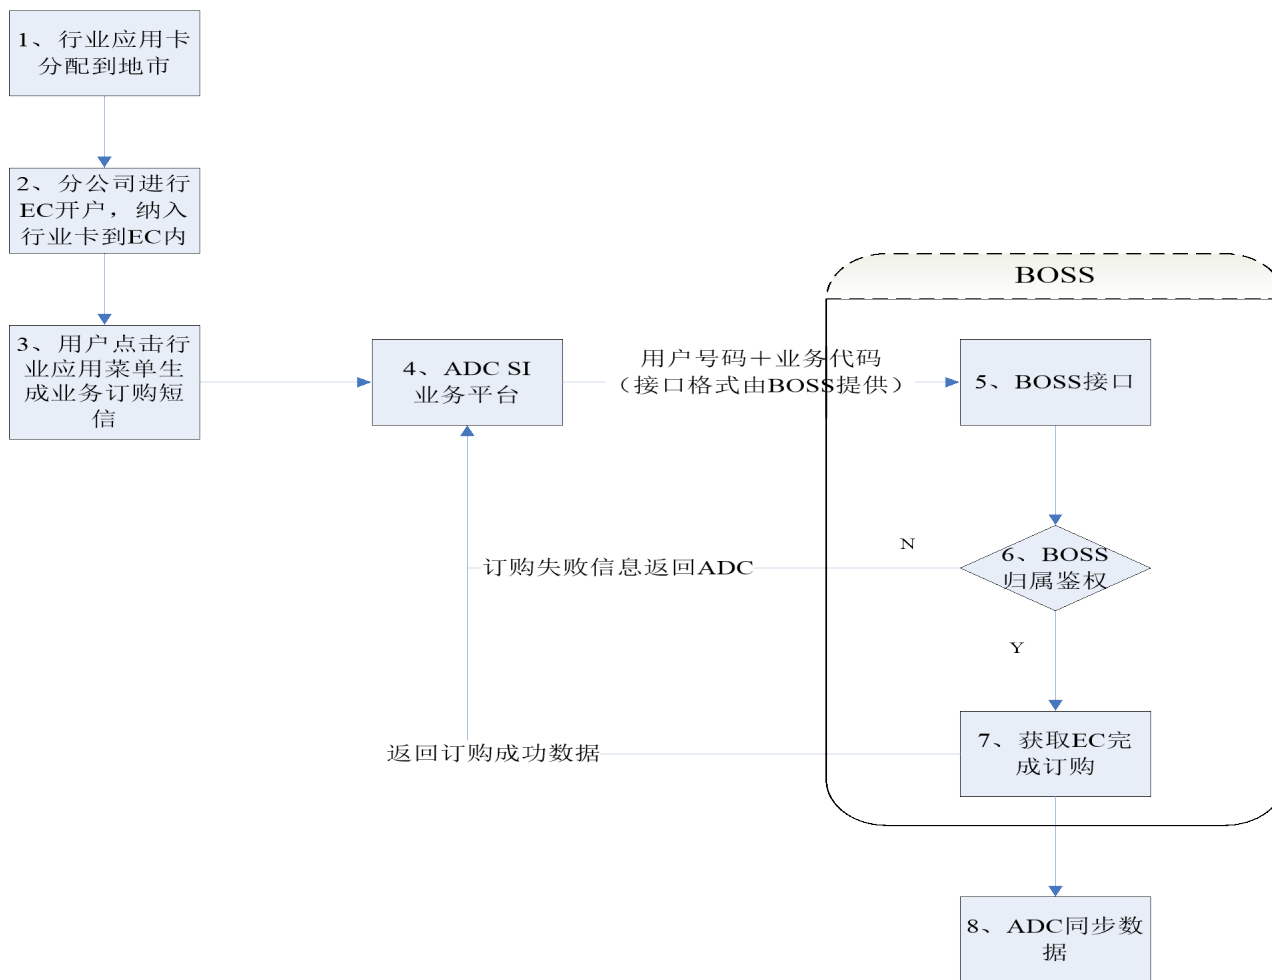 1、行业应用卡
分配到地市
2、分公司进行
EC开户，纳入
行业卡到EC内
3、用户点击行
业应用菜单生
成业务订购短
信
4、ADC SI
业务平台
用户号码＋业务代码
（接口格式由BOSS提供）
BOSS
5、BOSS接口
6、BOSS
归属鉴权
N
订购失败信息返回ADC
Y
7、获取EC完
成订购
返回订购成功数据
8、ADC同步数
据